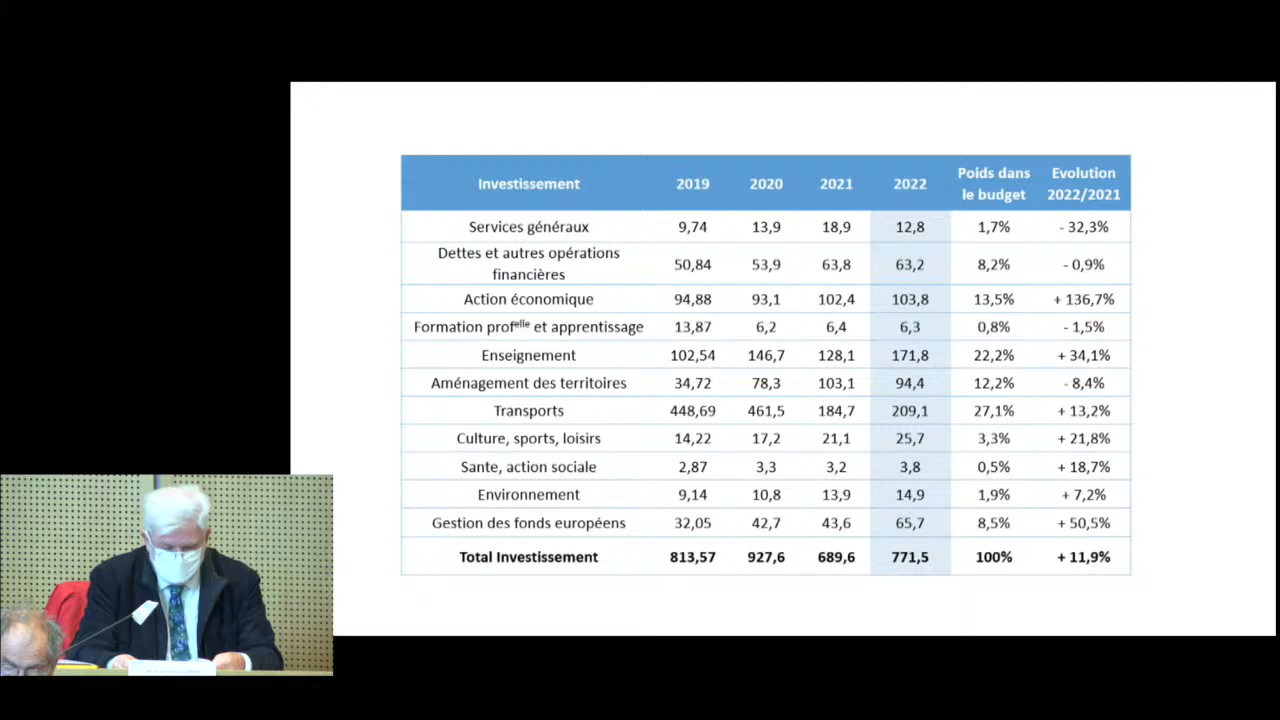 Investissement 2019 2020 2021 2022 Poids dans le budget Evolution 2022/2021
Services généraux 9,74 13,9 18,9 12,8 1,7% - 32,3%
Dettes et autres opérations financières 50,84 53,9 63,8 63,2 8,2% - 0,9%
Action économique 94,88 93,1 102,4 103,8 13,5% + 136,7%
Formation profelle et apprentissage 13,87 6,2 6,4 6,3 0,8% - 1,5%
Enseignement 102,54 146,7 128,1 171,8 22,2% + 34,1%
Aménagement des territoires 34,72 78,3 103,1 94,4 12,2% - 8,4%
Transports 448,69 461,5 184,7 209,1 27,1% + 13,2%
Culture, sports, loisirs 14,22 17,2 21,1 25,7 3,3% + 21,8%
Sante, action sociale 2,87 3,3 3,2 3,8 0,5% + 18,7%
Environnement 9,14 10,8 13,9 14,9 1,9% + 7,2%
Gestion des fonds européens 32,05 42,7 43,6 65,7 8,5% + 50,5%
Total Investissement 813,57 927,6 689,6 771,5 100% + 11,9%